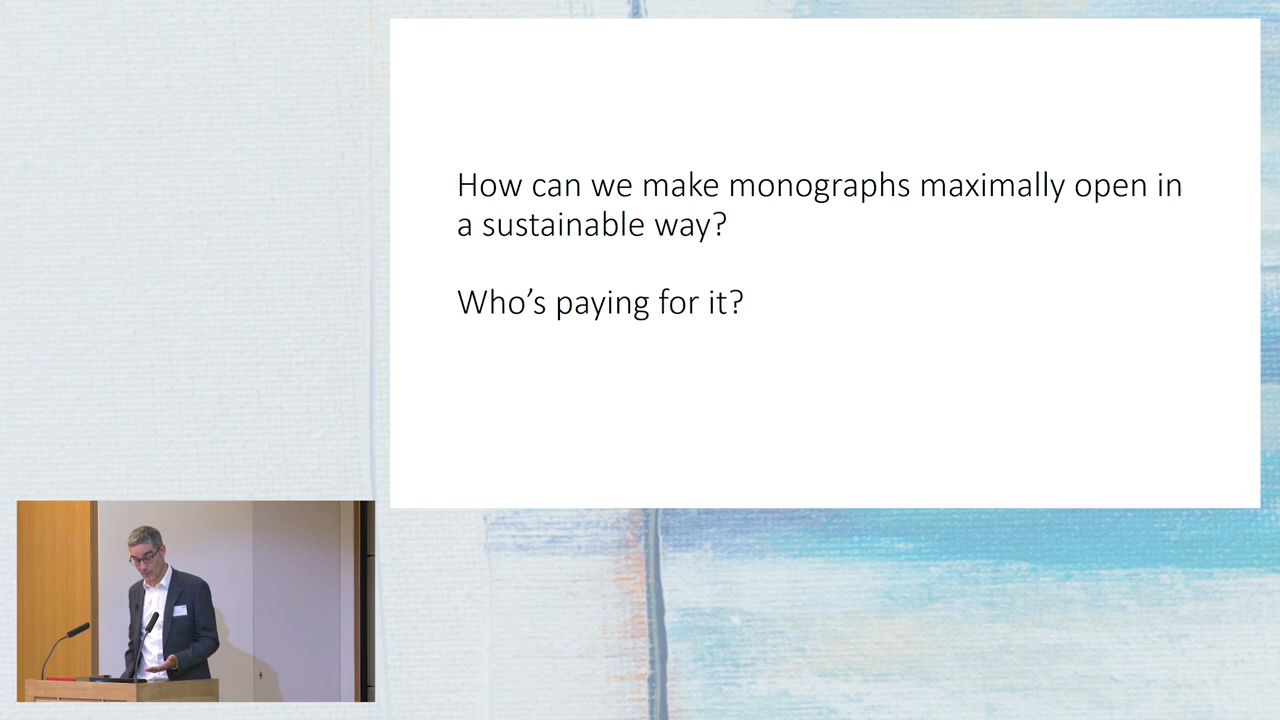 How can we make monographs maximally open in
a sustainable way?
Who’s paying for it?